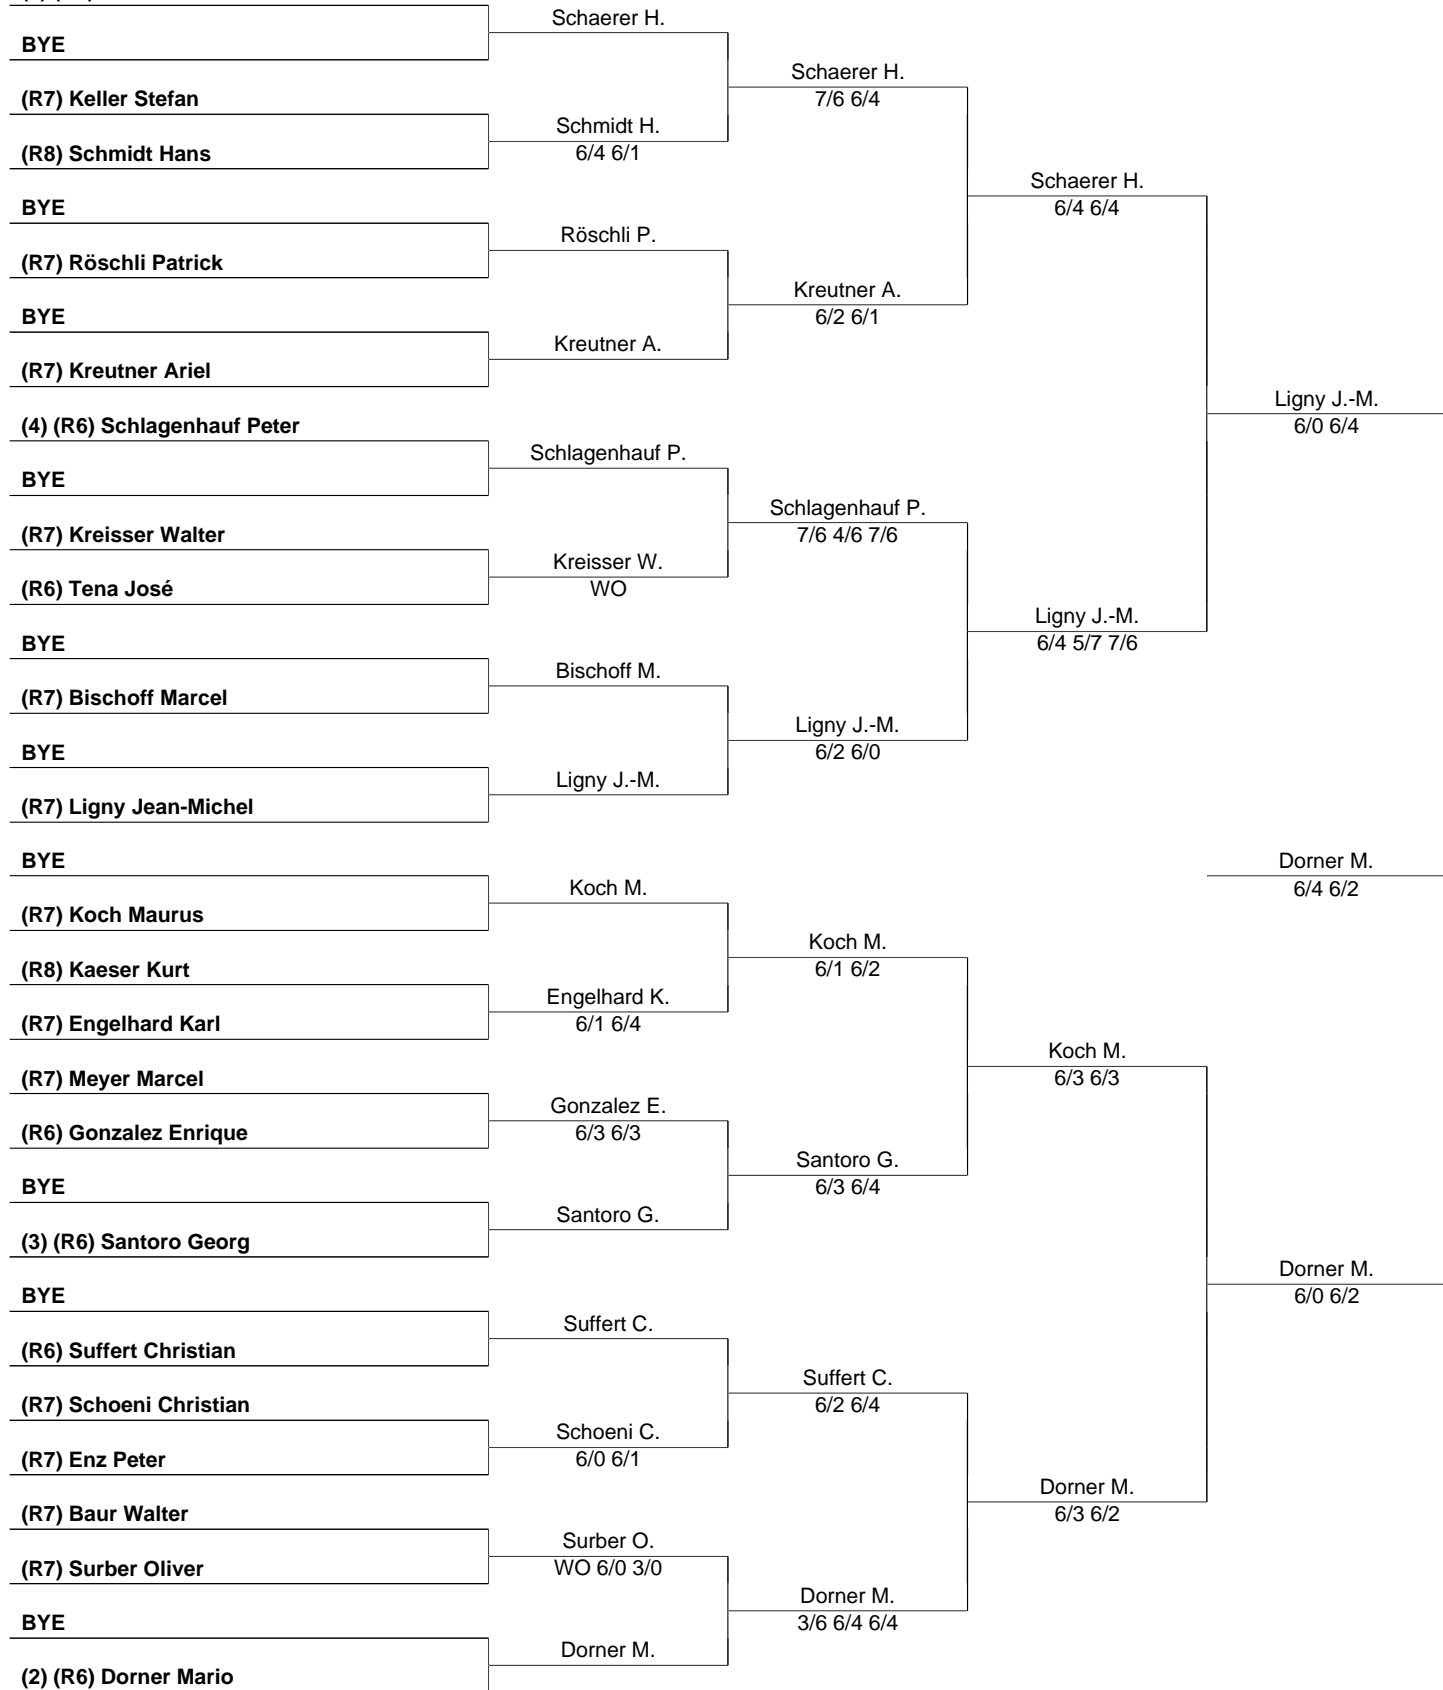 BYE
(R7) Keller Stefan
(R8) Schmidt Hans
BYE
(R7) Röschli Patrick
BYE
(R7) Kreutner Ariel
(4) (R6) Schlagenhauf Peter
BYE
(R7) Kreisser Walter
(R6) Tena José
BYE
(R7) Bischoff Marcel
BYE
(R7) Ligny Jean-Michel
BYE
(R7) Koch Maurus
(R8) Kaeser Kurt
(R7) Engelhard Karl
(R7) Meyer Marcel
(R6) Gonzalez Enrique
BYE
(3) (R6) Santoro Georg
BYE
(R6) Suffert Christian
(R7) Schoeni Christian
(R7) Enz Peter
(R7) Baur Walter
(R7) Surber Oliver
BYE
(2) (R6) Dorner Mario
Schaerer H.
Schmidt H.
6/4 6/1
Röschli P.
Kreutner A.
Schlagenhauf P.
Kreisser W.
WO
Bischoff M.
Ligny J.-M.
Koch M.
Engelhard K.
6/1 6/4
Gonzalez E.
6/3 6/3
Santoro G.
Suffert C.
Schoeni C.
6/0 6/1
Surber O.
WO 6/0 3/0
Dorner M.
Schaerer H.
7/6 6/4
Kreutner A.
6/2 6/1
Schlagenhauf P.
7/6 4/6 7/6
Ligny J.-M.
6/2 6/0
Koch M.
6/1 6/2
Santoro G.
6/3 6/4
Suffert C.
6/2 6/4
Dorner M.
3/6 6/4 6/4
Schaerer H.
6/4 6/4
Ligny J.-M.
6/4 5/7 7/6
Koch M.
6/3 6/3
Dorner M.
6/3 6/2
Ligny J.-M.
6/0 6/4
Dorner M.
6/4 6/2
Dorner M.
6/0 6/2